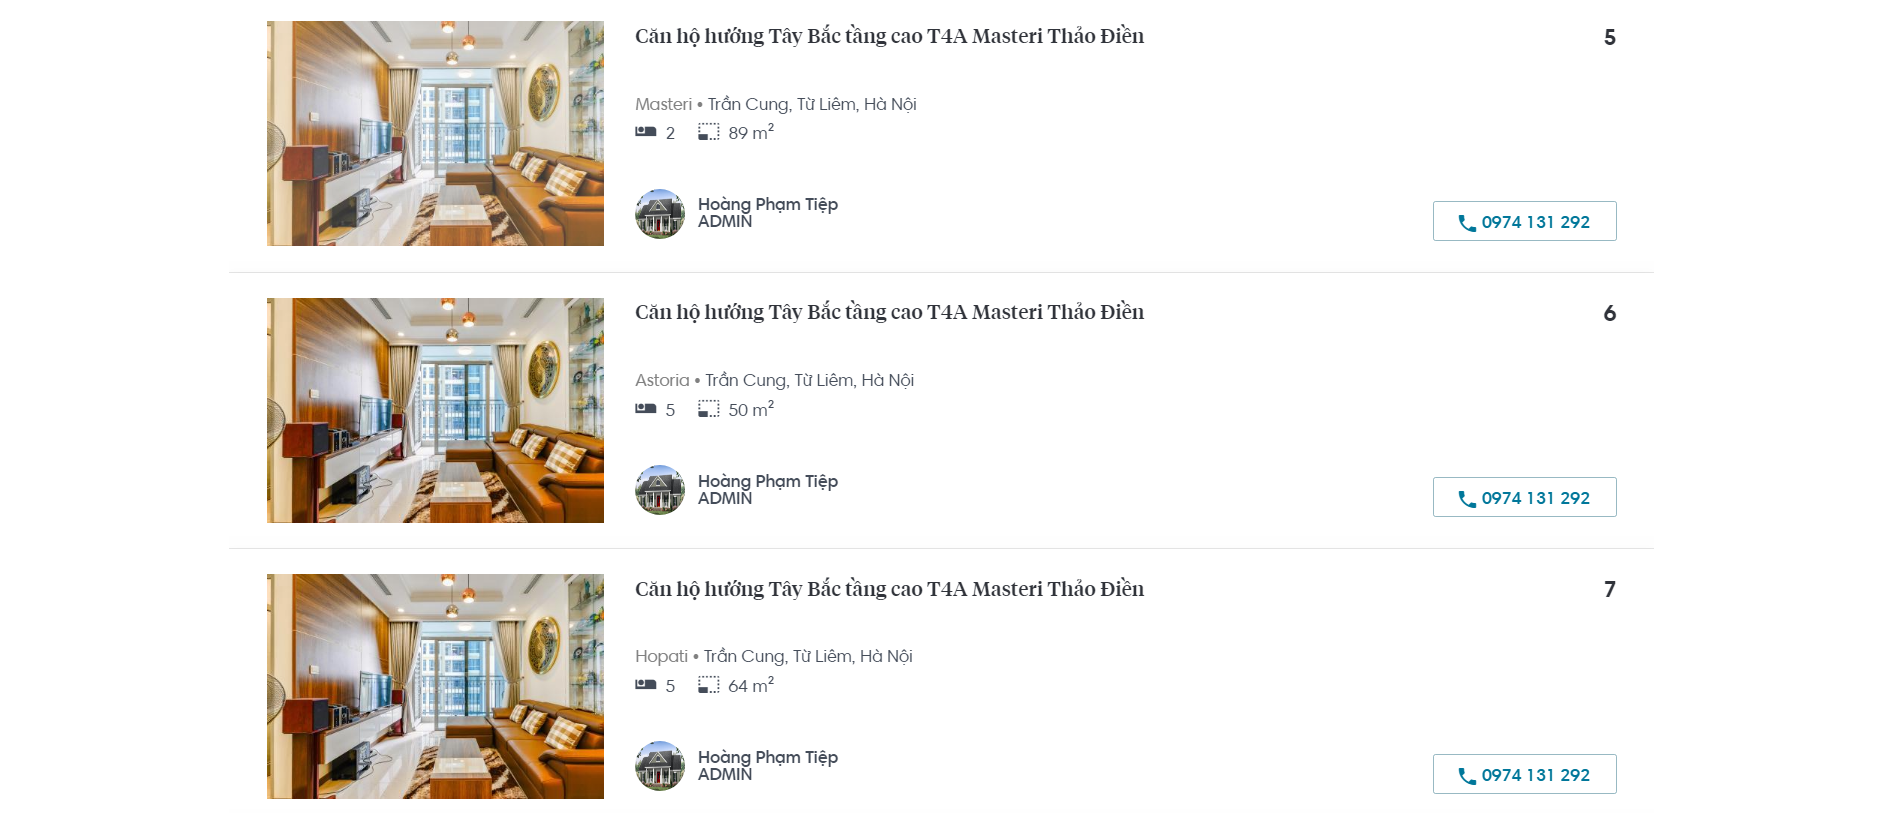 Căn hộ hướng Tây Bắc tầng cao T4A Masteri Thảo Điền 5
Masteri • Trần Cung, Từ Liêm, Hà Nội
2 89 m²
Hoàng Phạm Tiệp
ADMIN
0974 131 292
Căn hộ hướng Tây Bắc tầng cao T4A Masteri Thảo Điền 6
Astoria • Trần Cung, Từ Liêm, Hà Nội
5 50 m²
Hoàng Phạm Tiệp
ADMIN
0974 131 292
Căn hộ hướng Tây Bắc tầng cao T4A Masteri Thảo Điền 7
Hopati • Trần Cung, Từ Liêm, Hà Nội
5 64 m²
Hoàng Phạm Tiệp
ADMIN
0974 131 292